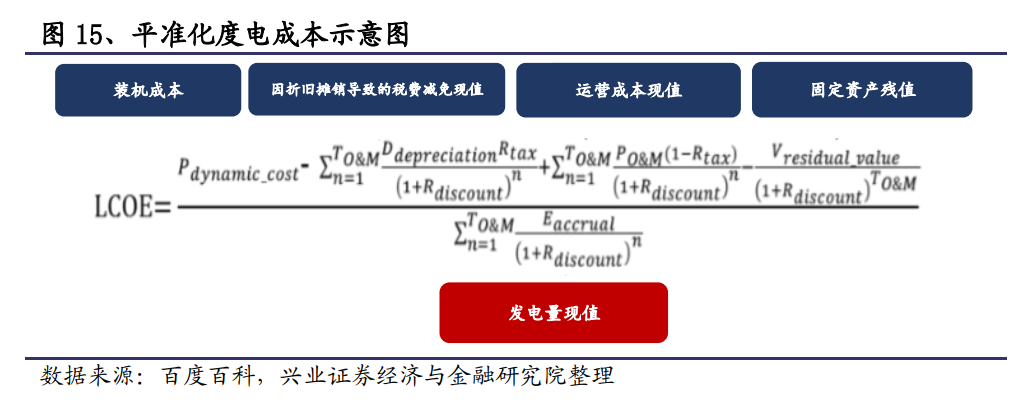 图 15、平准化度电成本示意图
装机成本 因折旧摊销导致的税费减免现值 运营成本现值 固定资产残值
LCOE=\frac{P_{dynamic\_cost}-\sum_{n=1}^{T_{O\&M}}\frac{D_{depreciation}R_{tax}}{(1+R_{discount})^{n}}+\sum_{n=1}^{T_{O\&M}}\frac{P_{O\&M}(1-R_{tax})}{(1+R_{discount})^{n}}-\frac{V_{residual\_value}}{(1+R_{discount})^{T_{O\&M}}}}{\sum_{n=1}^{T_{O\&M}}\frac{E_{accrual}}{(1+R_{discount})^{n}}}
发电量现值
数据来源：百度百科，兴业证券经济与金融研究院整理